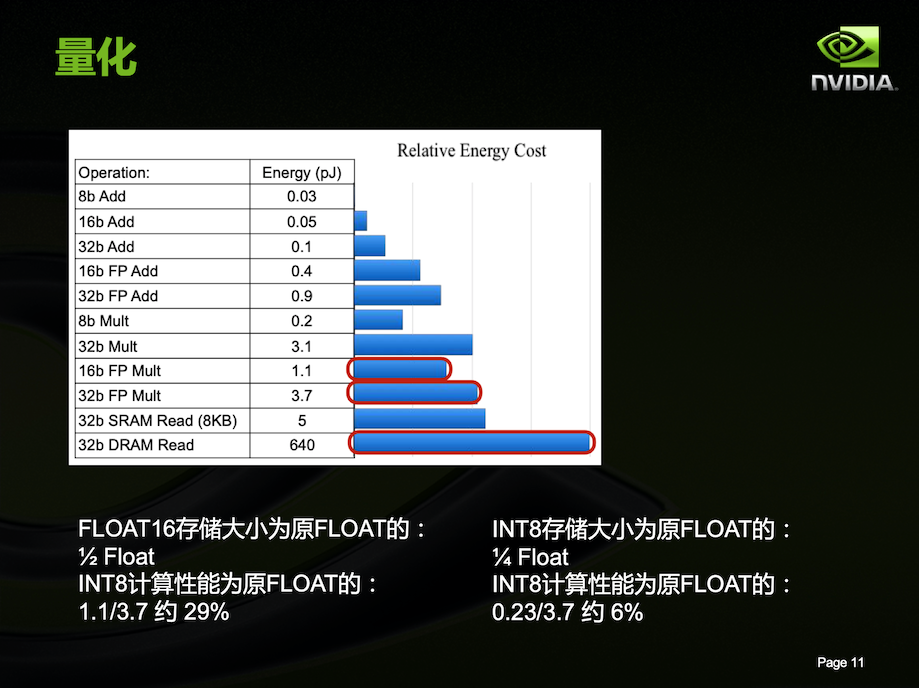 量化
NVIDIA.
Relative Energy Cost
Operation: Energy (pJ)
8b Add 0.03
16b Add 0.05
32b Add 0.1
16b FP Add 0.4
32b FP Add 0.9
8b Mult 0.2
32b Mult 3.1
16b FP Mult 1.1
32b FP Mult 3.7
32b SRAM Read (8KB) 5
32b DRAM Read 640
FLOAT16存储大小为原FLOAT的：
½ Float
INT8计算性能为原FLOAT的：
1.1/3.7 约 29%
INT8存储大小为原FLOAT的：
¼ Float
INT8计算性能为原FLOAT的：
0.23/3.7 约 6%
Page 11